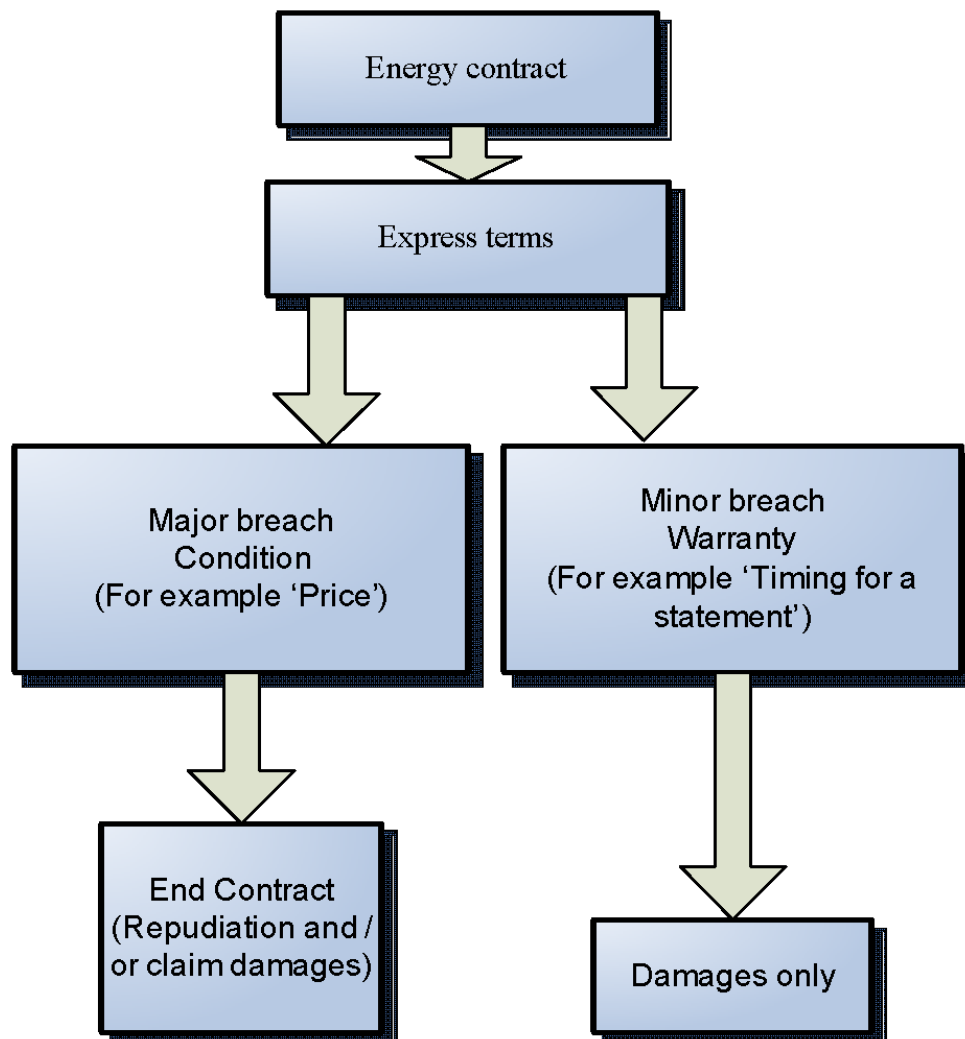 Energy contract
Express terms
Major breach
Condition
(For example ‘Price’)
Minor breach
Warranty
(For example ‘Timing for a
statement’)
End Contract
(Repudiation and /
or claim damages)
Damages only